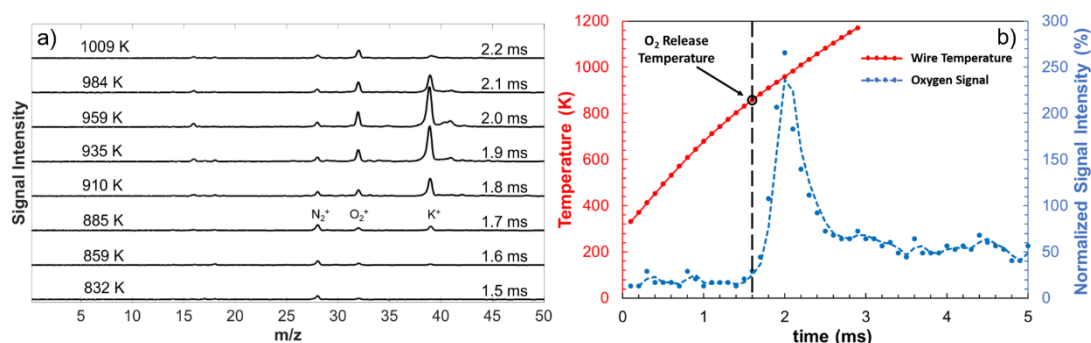 a)
1009 K 2.2 ms
984 K 2.1 ms
959 K 2.0 ms
935 K 1.9 ms
910 K 1.8 ms
N₂⁺ O₂⁺ K⁺
885 K 1.7 ms
859 K 1.6 ms
832 K 1.5 ms
Signal Intensity
0 5 10 15 20 25 30 35 40 45 50
m/z
b)
O₂ Release
Temperature
Wire Temperature
Oxygen Signal
Temperature (K)
1200
1000
800
600
400
200
0
Normalized Signal Intensity (%)
300
250
200
150
100
50
0
0 1 2 3 4 5
time (ms)